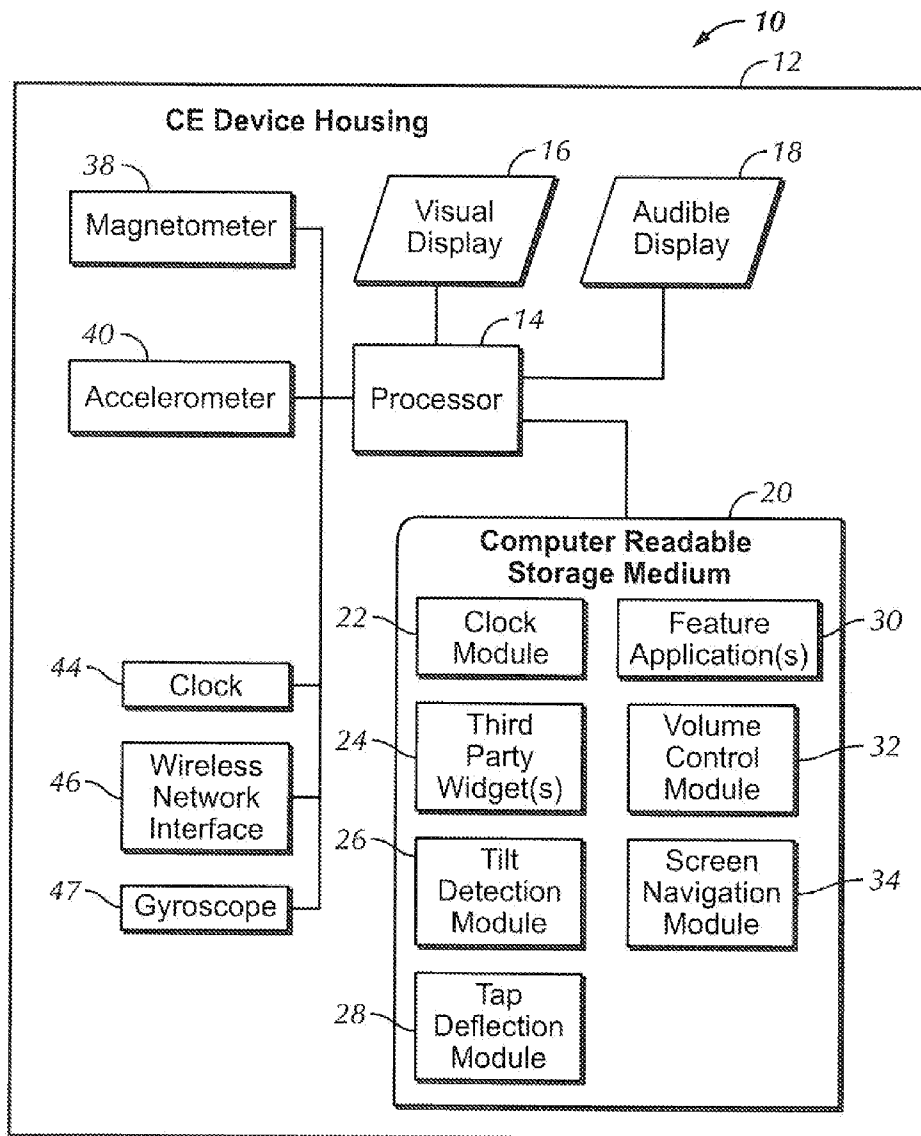 10
12
CE Device Housing
38
16
18
Magnetometer
Visual
Display
Audible
Display
40
14
Accelerometer
Processor
20
Computer Readable
Storage Medium
22
Clock
Module
Feature
Application(s)
30
44
Clock
24
Third
Party
Widget(s)
Volume
Control
Module
32
46
Wireless
Network
Interface
26
Tilt
Detection
Module
Screen
Navigation
Module
34
47
Gyroscope
28
Tap
Deflection
Module